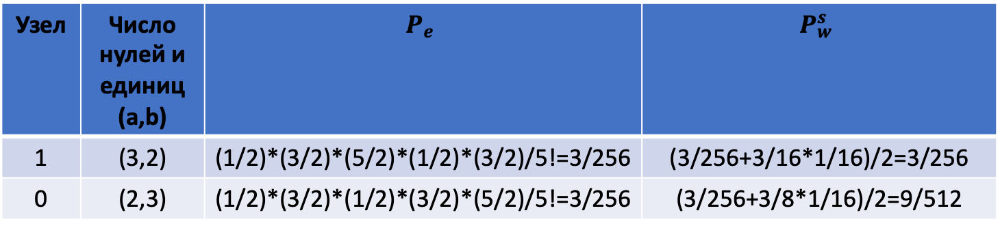 Узел
Число
нулей и
единиц
(a,b)
𝑷𝒆
𝑷𝒘𝒔
1
(3,2)
(1/2)*(3/2)*(5/2)*(1/2)*(3/2)/5!=3/256
(3/256+3/16*1/16)/2=3/256
0
(2,3)
(1/2)*(3/2)*(1/2)*(3/2)*(5/2)/5!=3/256
(3/256+3/8*1/16)/2=9/512